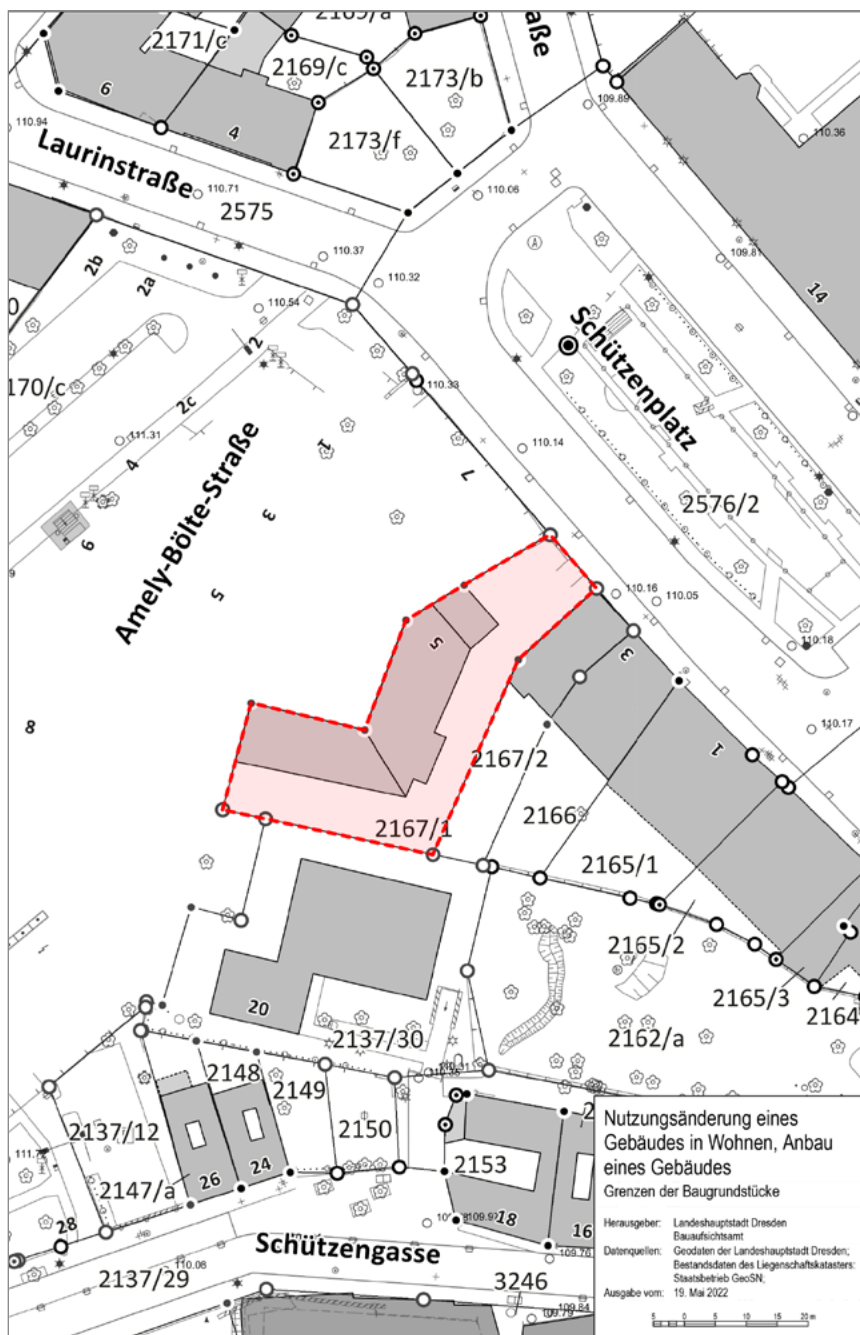 2171/c
2169/a
2169/c
2173/b
2173/f
6
4
109.89
110.36
110.94
Laurinstraße
110.71
2575
110.06
110.37
110.32
110.54
109.81
14
2b
2a
2
2c
170/c
111.31
110.33
Schützenplatz
110.14
4
1
7
3
6
5
Amely-Bölte-Straße
2576/2
110.16
110.05
110.18
5
3
110.17
8
1
2167/2
2166
2167/1
2165/1
2165/2
2165/3
2164
2162/a
20
2137/30
2148
2149
2150
2137/12
2147/a
26
24
2153
28
18
16
Schützengasse
110.08
2137/29
3246
109.76
109.84
109.79
Nutzungsänderung eines
Gebäudes in Wohnen, Anbau
eines Gebäudes
Grenzen der Baugrundstücke
Herausgeber: Landeshauptstadt Dresden
Bauaufsichtsamt
Datenquellen: Geodaten der Landeshauptstadt Dresden;
Bestandsdaten des Liegenschaftskatasters:
Staatsbetrieb GeoSN;
Ausgabe vom: 19. Mai 2022
5 0 5 10 15 20 m